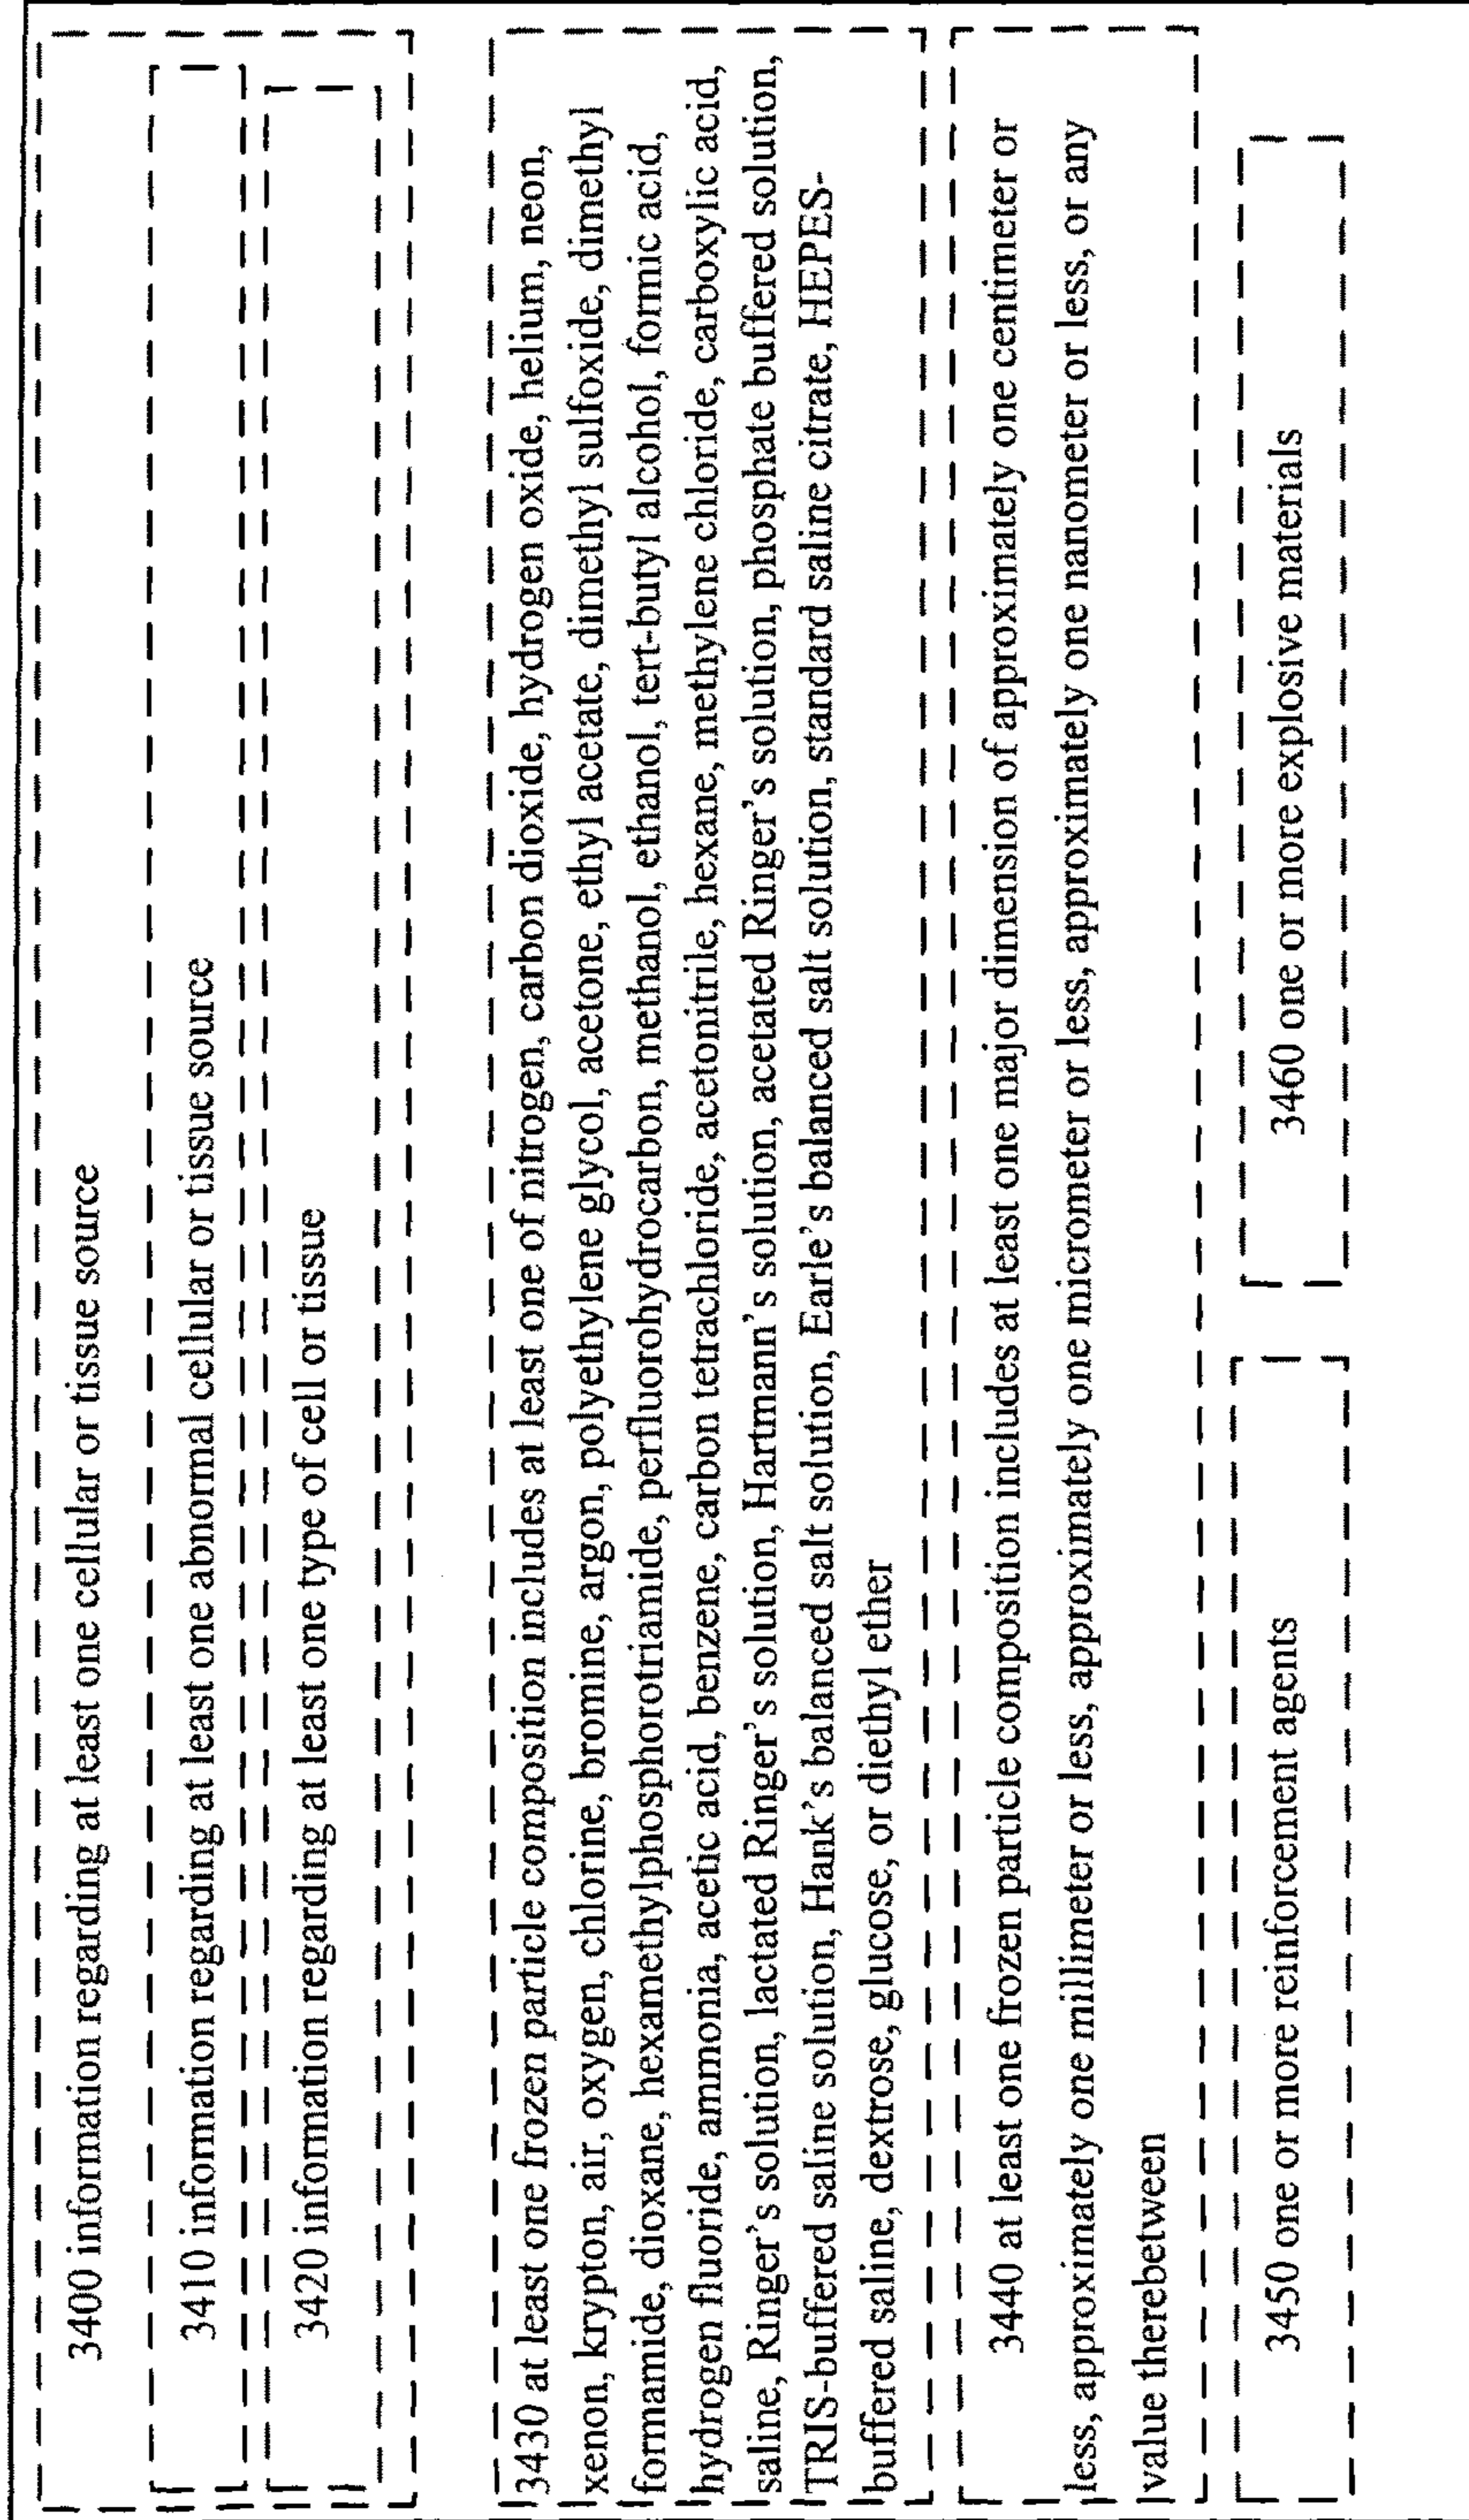 3400 information regarding at least one cellular or tissue source
3410 information regarding at least one abnormal cellular or tissue source
3420 information regarding at least one type of cell or tissue
3430 at least one frozen particle composition includes at least one of nitrogen, carbon dioxide, hydrogen oxide, helium, neon,
xenon, krypton, air, oxygen, chlorine, bromine, argon, polyethylene glycol, acetone, ethyl acetate, dimethyl sulfoxide, dimethyl
formamide, dioxane, hexamethylphosphorotriamide, perfluorohydrocarbon, methanol, ethanol, tert-butyl alcohol, formic acid,
hydrogen fluoride, ammonia, acetic acid, benzene, carbon tetrachloride, acetonitrile, hexane, methylene chloride, carboxylic acid,
saline, Ringer's solution, lactated Ringer's solution, Hartmann's solution, acetated Ringer's solution, phosphate buffered solution,
TRIS-buffered saline solution, Hank's balanced salt solution, Earle's balanced salt solution, standard saline citrate, HEPES-
buffered saline, dextrose, glucose, or diethyl ether
3440 at least one frozen particle composition includes at least one major dimension of approximately one centimeter or
less, approximately one millimeter or less, approximately one micrometer or less, approximately one nanometer or less, or any
value therebetween
3450 one or more reinforcement agents
3460 one or more explosive materials